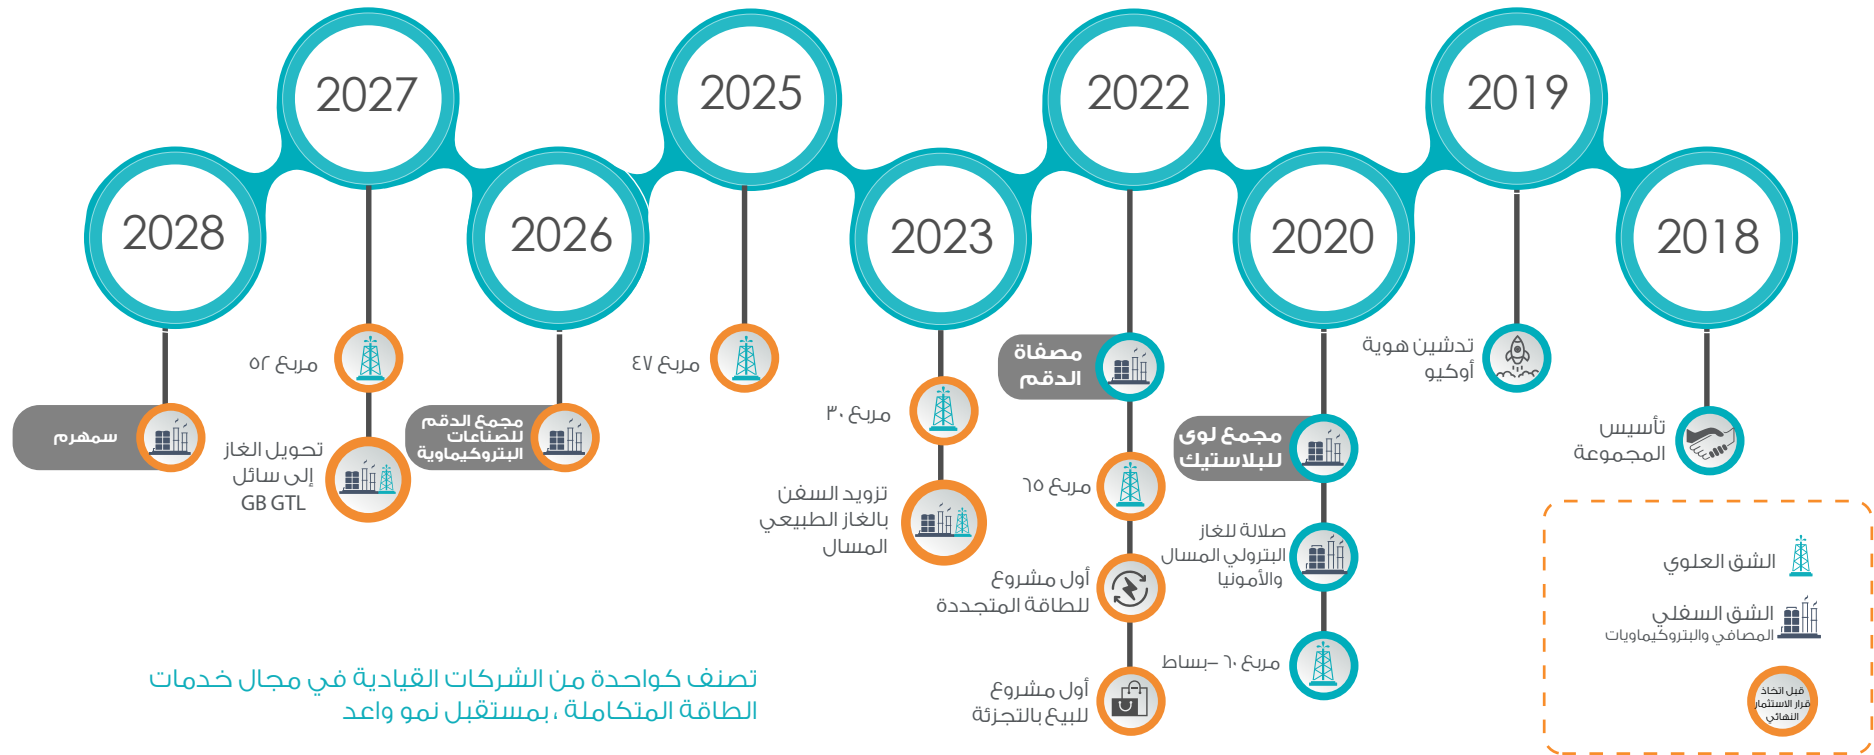 2018
تأسيس
المجموعة
2019
تدشين هوية
أوكيو
2020
مجمع لوى
للبلاستيك
صلالة للغاز
البترولي المسال
والأمونيا
مربع ٦٠ –بساط
2022
مصفاة
الدقم
مربع ٦٥
أول مشروع
للطاقة المتجددة
أول مشروع
للبيع بالتجزئة
2023
مربع ٣٠
تزويد السفن
بالغاز الطبيعي
المسال
2025
مربع ٤٧
2026
مجمع الدقم
للصناعات
البتروكيماوية
2027
مربع ٥٢
تحويل الغاز
إلى سائل
GB GTL
2028
سمهرم
الشق العلوي
الشق السفلي
المصافي والبتروكيماويات
قبل اتخاذ
قرار الاستثمار
النهائي
تصنف كواحدة من الشركات القيادية في مجال خدمات
الطاقة المتكاملة ، بمستقبل نمو واعد